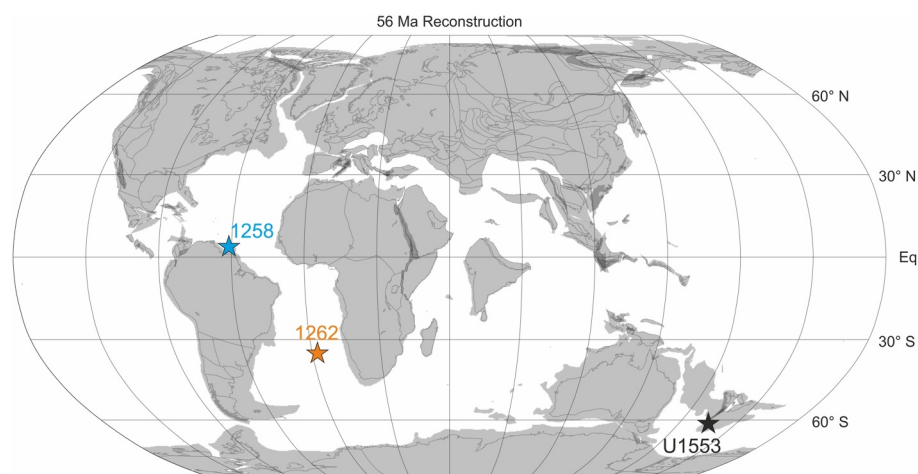 56 Ma Reconstruction
60° N
30° N
1258
Eq
1262
30° S
60° S
U1553